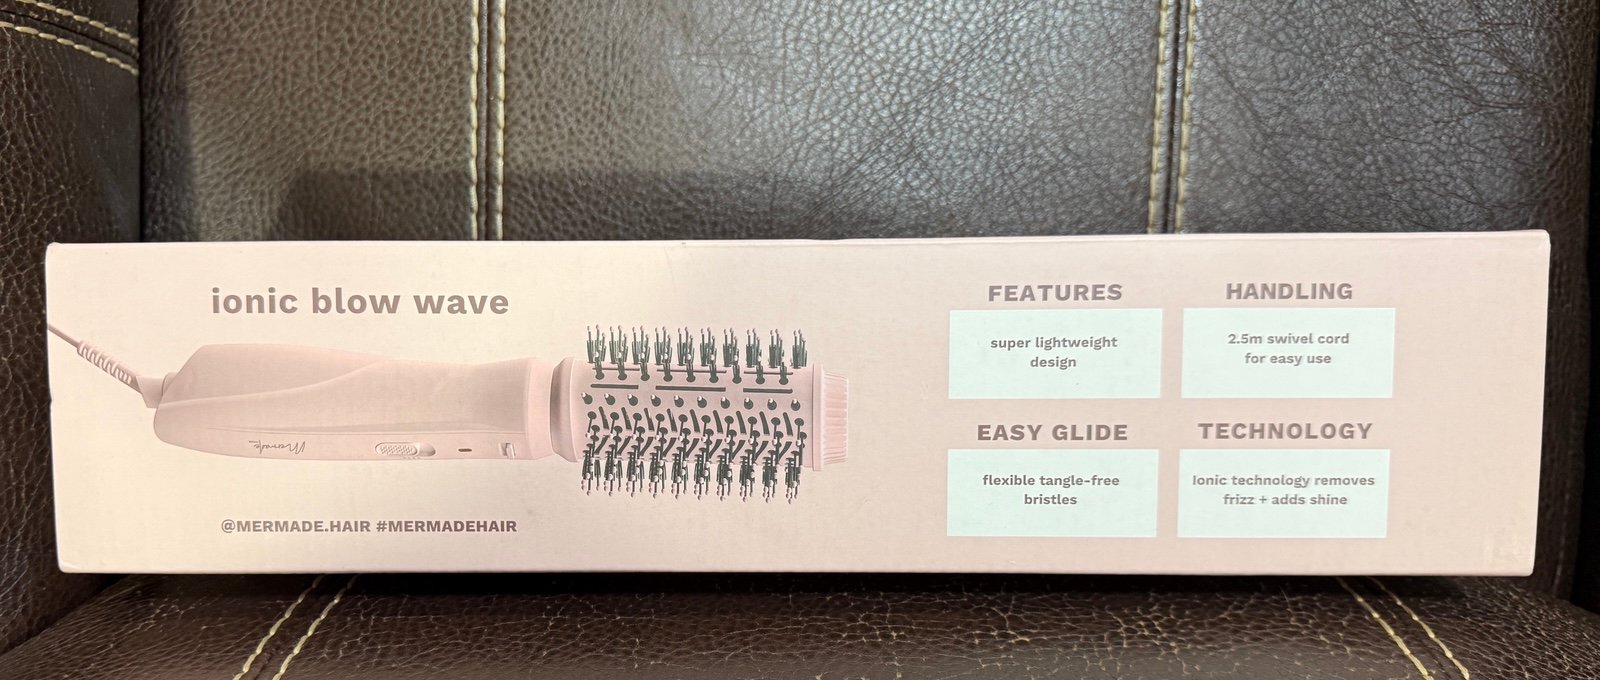 ionic blow wave
Mermade
@MERMADE.HAIR #MERMADEHAIR
FEATURES
super lightweight
design
HANDLING
2.5m swivel cord
for easy use
EASY GLIDE
flexible tangle-free
bristles
TECHNOLOGY
Ionic technology removes
frizz + adds shine